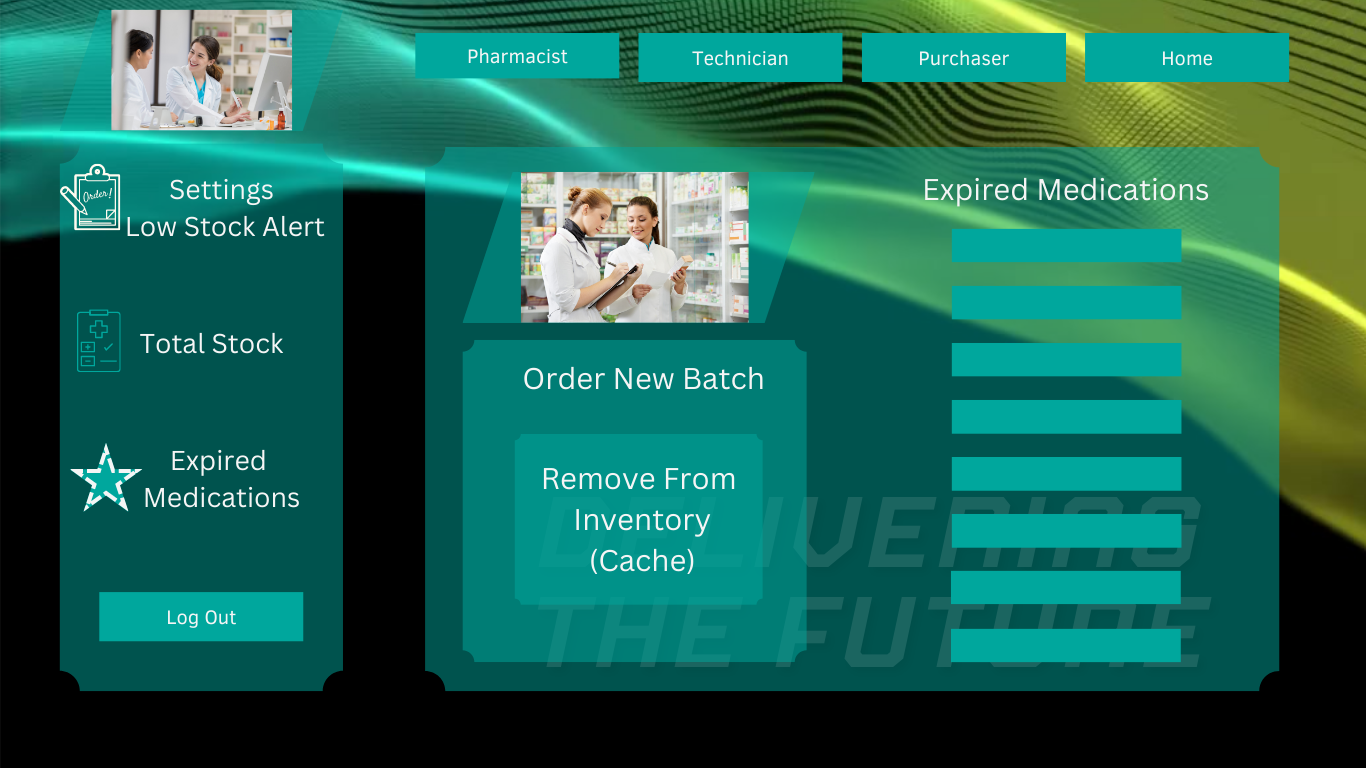 Pharmacist
Technician
Purchaser
Home
Order!
Settings
Low Stock Alert
Total Stock
Expired
Medications
Log Out
Order New Batch
Remove From
Inventory
(Cache)
Expired Medications
DELIVERING
THE FUTURE